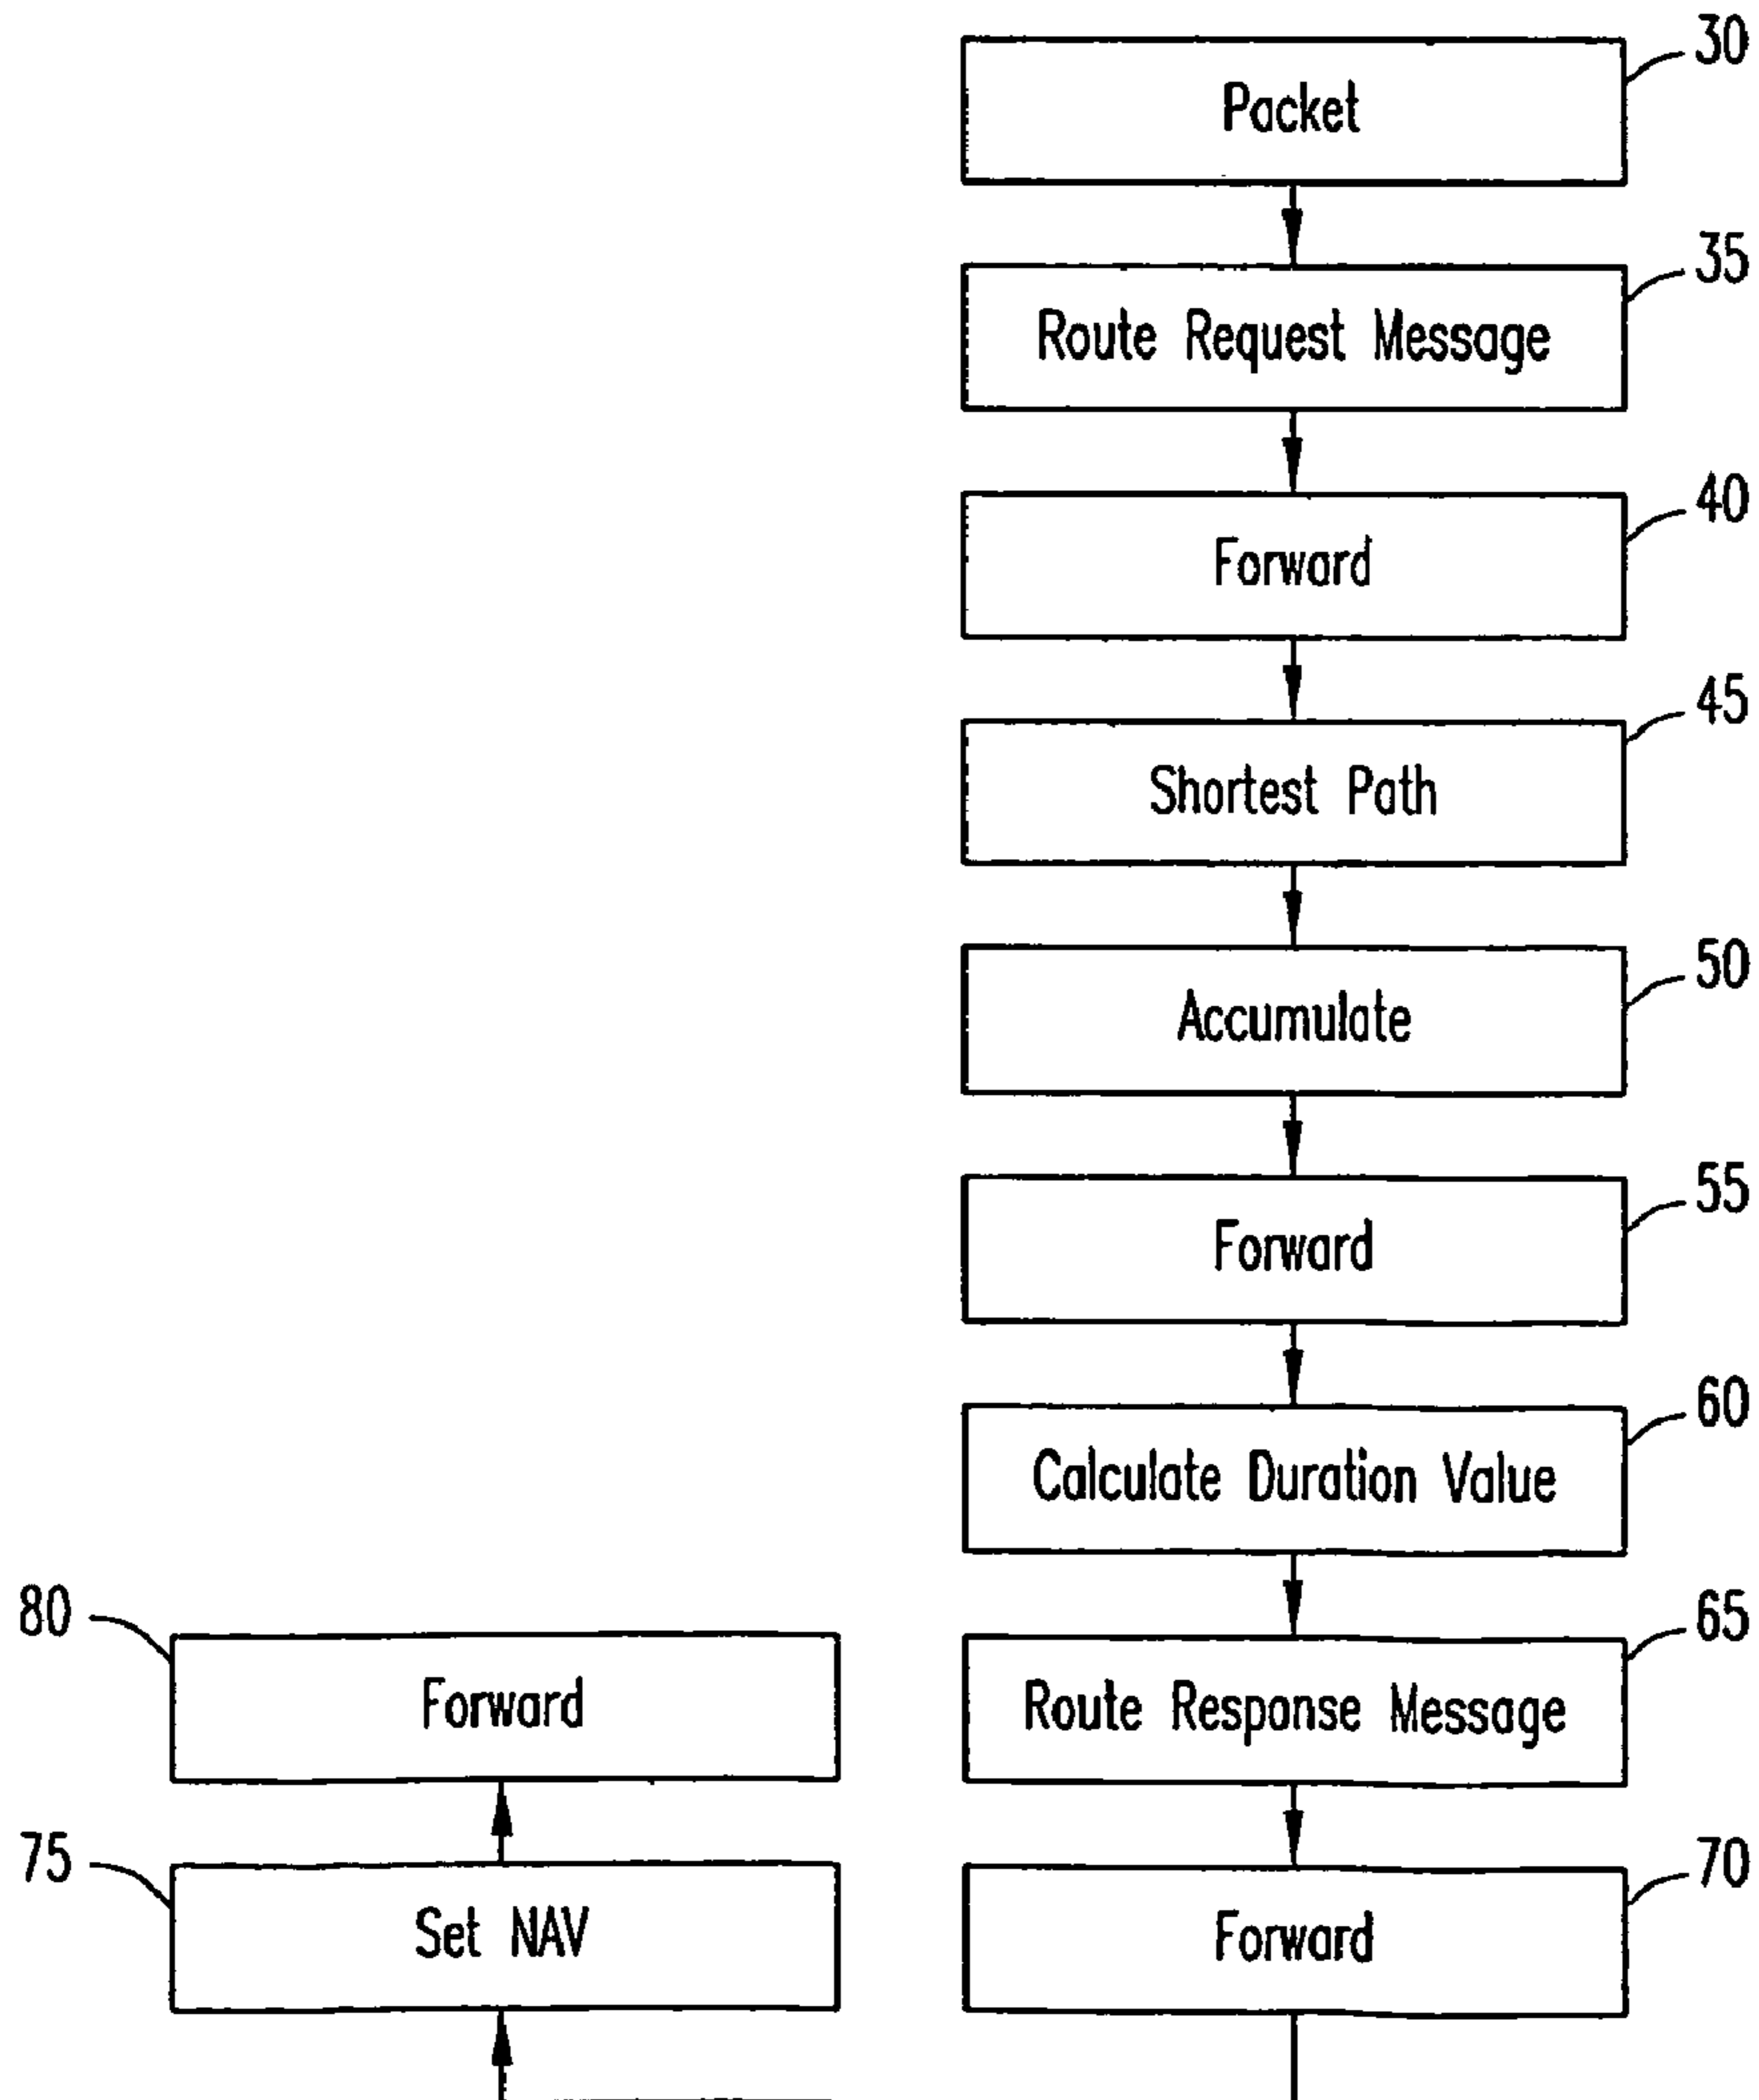 30
Packet
35
Route Request Message
40
Forward
45
Shortest Path
50
Accumulate
55
Forward
60
Calculate Duration Value
65
Route Response Message
70
Forward
75
Set NAV
80
Forward